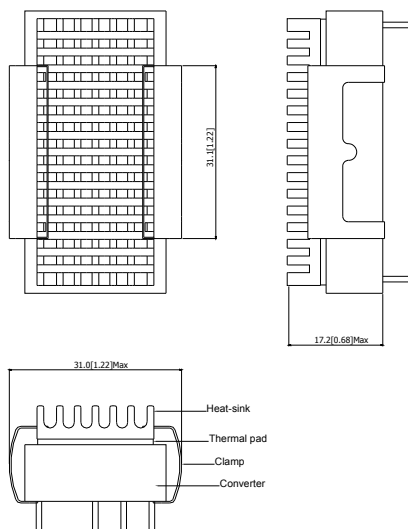 31.1[1.22]
17.2[0.68]Max
31.0[1.22]Max
Heat-sink
Thermal pad
Clamp
Converter